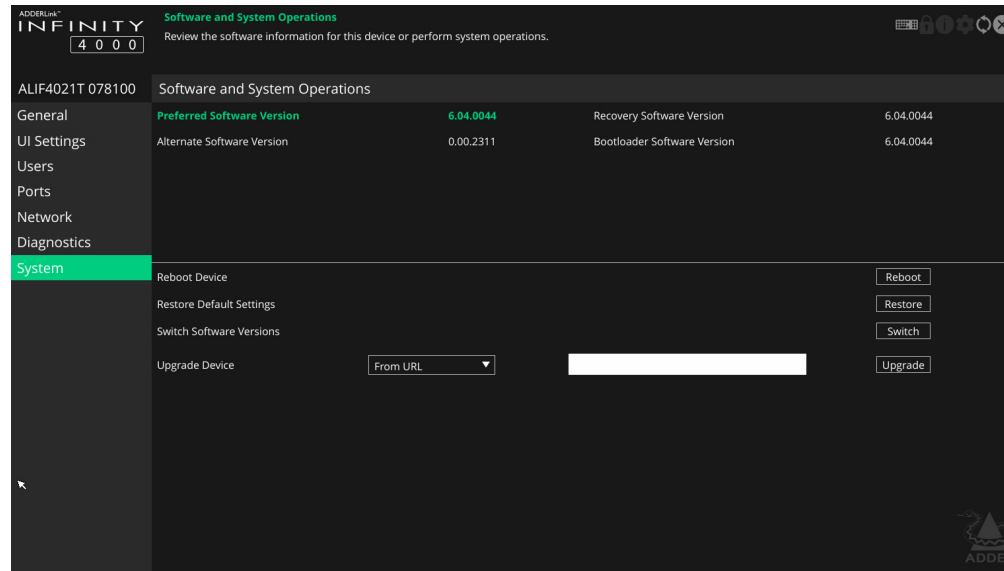 ADDERLink™
INFINITY
4000
Software and System Operations
Review the software information for this device or perform system operations.
ALIF4021T 078100
Software and System Operations
General
UI Settings
Users
Ports
Network
Diagnostics
System
Preferred Software Version 6.04.0044 Recovery Software Version 6.04.0044
Alternate Software Version 0.00.2311 Bootloader Software Version 6.04.0044
Reboot Device Reboot
Restore Default Settings Restore
Switch Software Versions Switch
Upgrade Device From URL Upgrade
ADDE